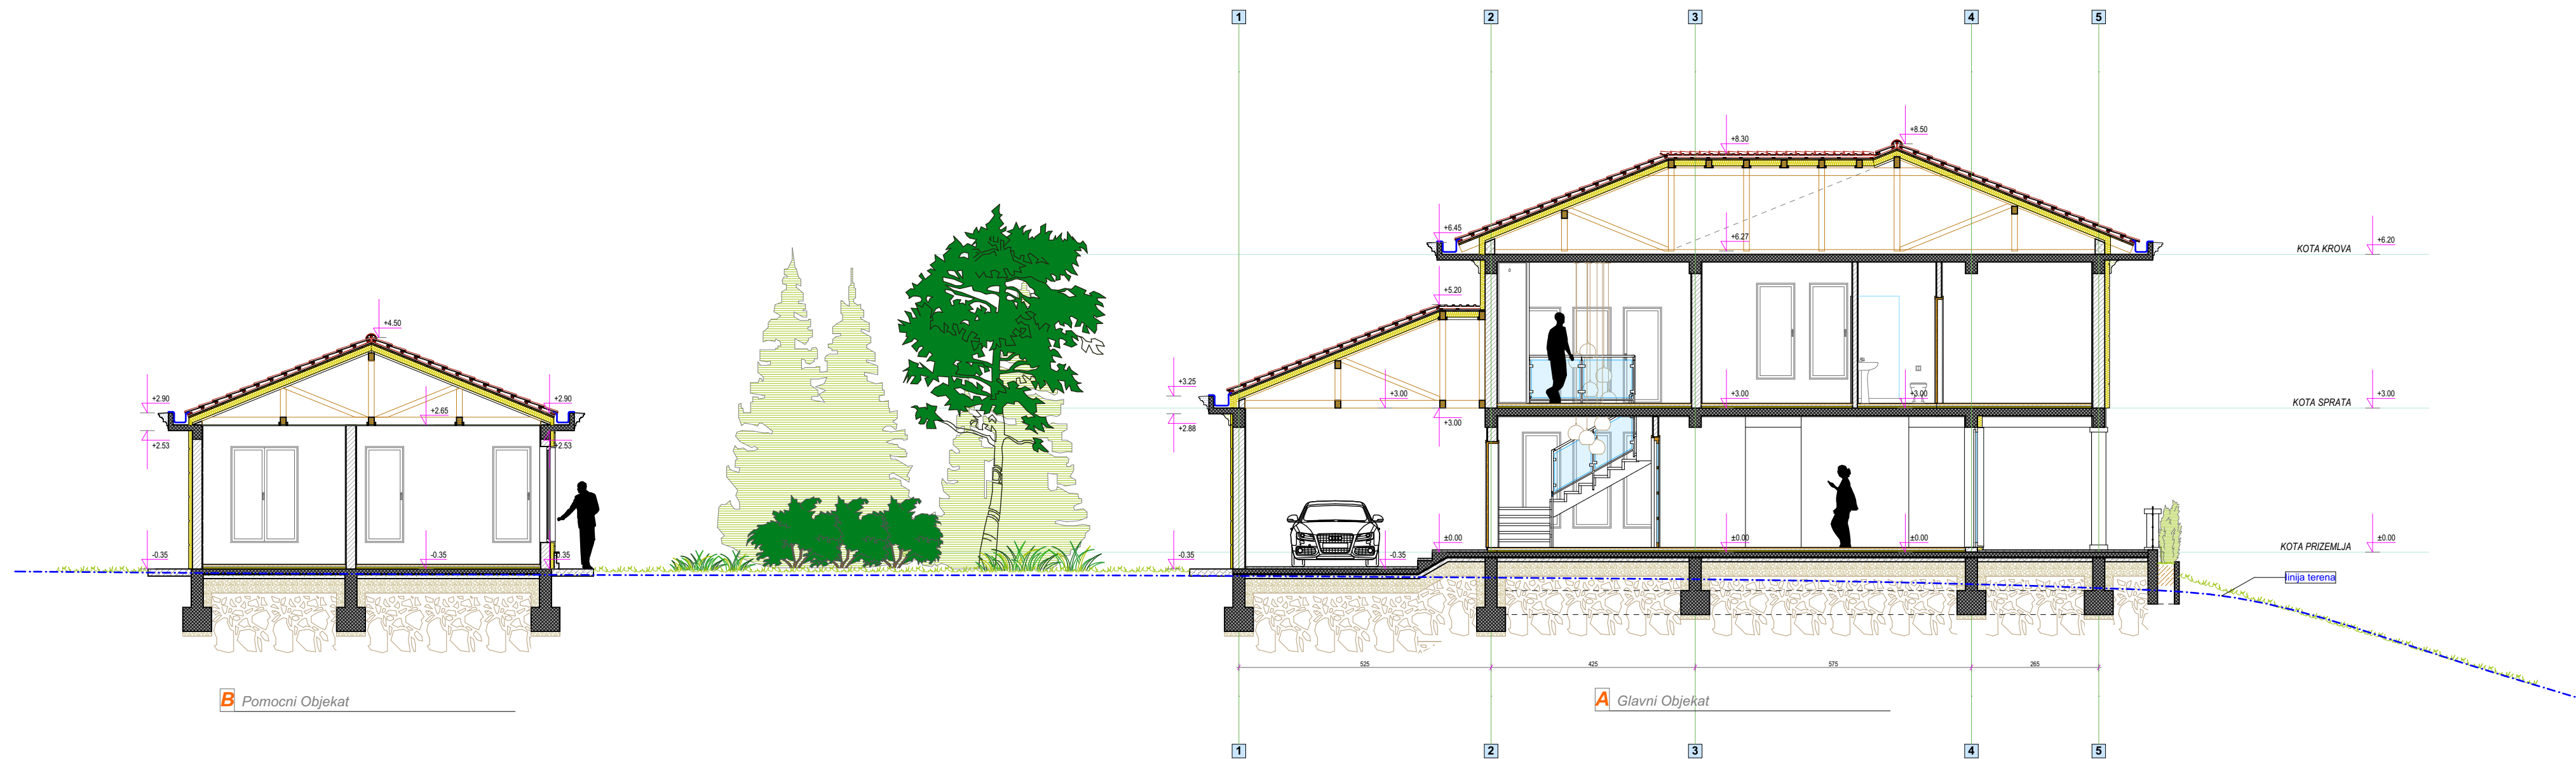 1 2 3 4 5
+8.50
+8.30
+6.45
+6.27
KOTA KROVA +6.20
+5.20
+4.50
+3.25
+2.90 +2.90
+3.00 +3.00 +3.00
KOTA SPRATA +3.00
+2.65
+3.00
+2.88
+2.53 +2.53
±0.00 ±0.00 ±0.00
KOTA PRIZEMLJA ±0.00
-0.35 -0.35 -0.35 -0.35 -0.35
linija terena
525 425 575 265
B Pomocni Objekat
A Glavni Objekat
1 2 3 4 5